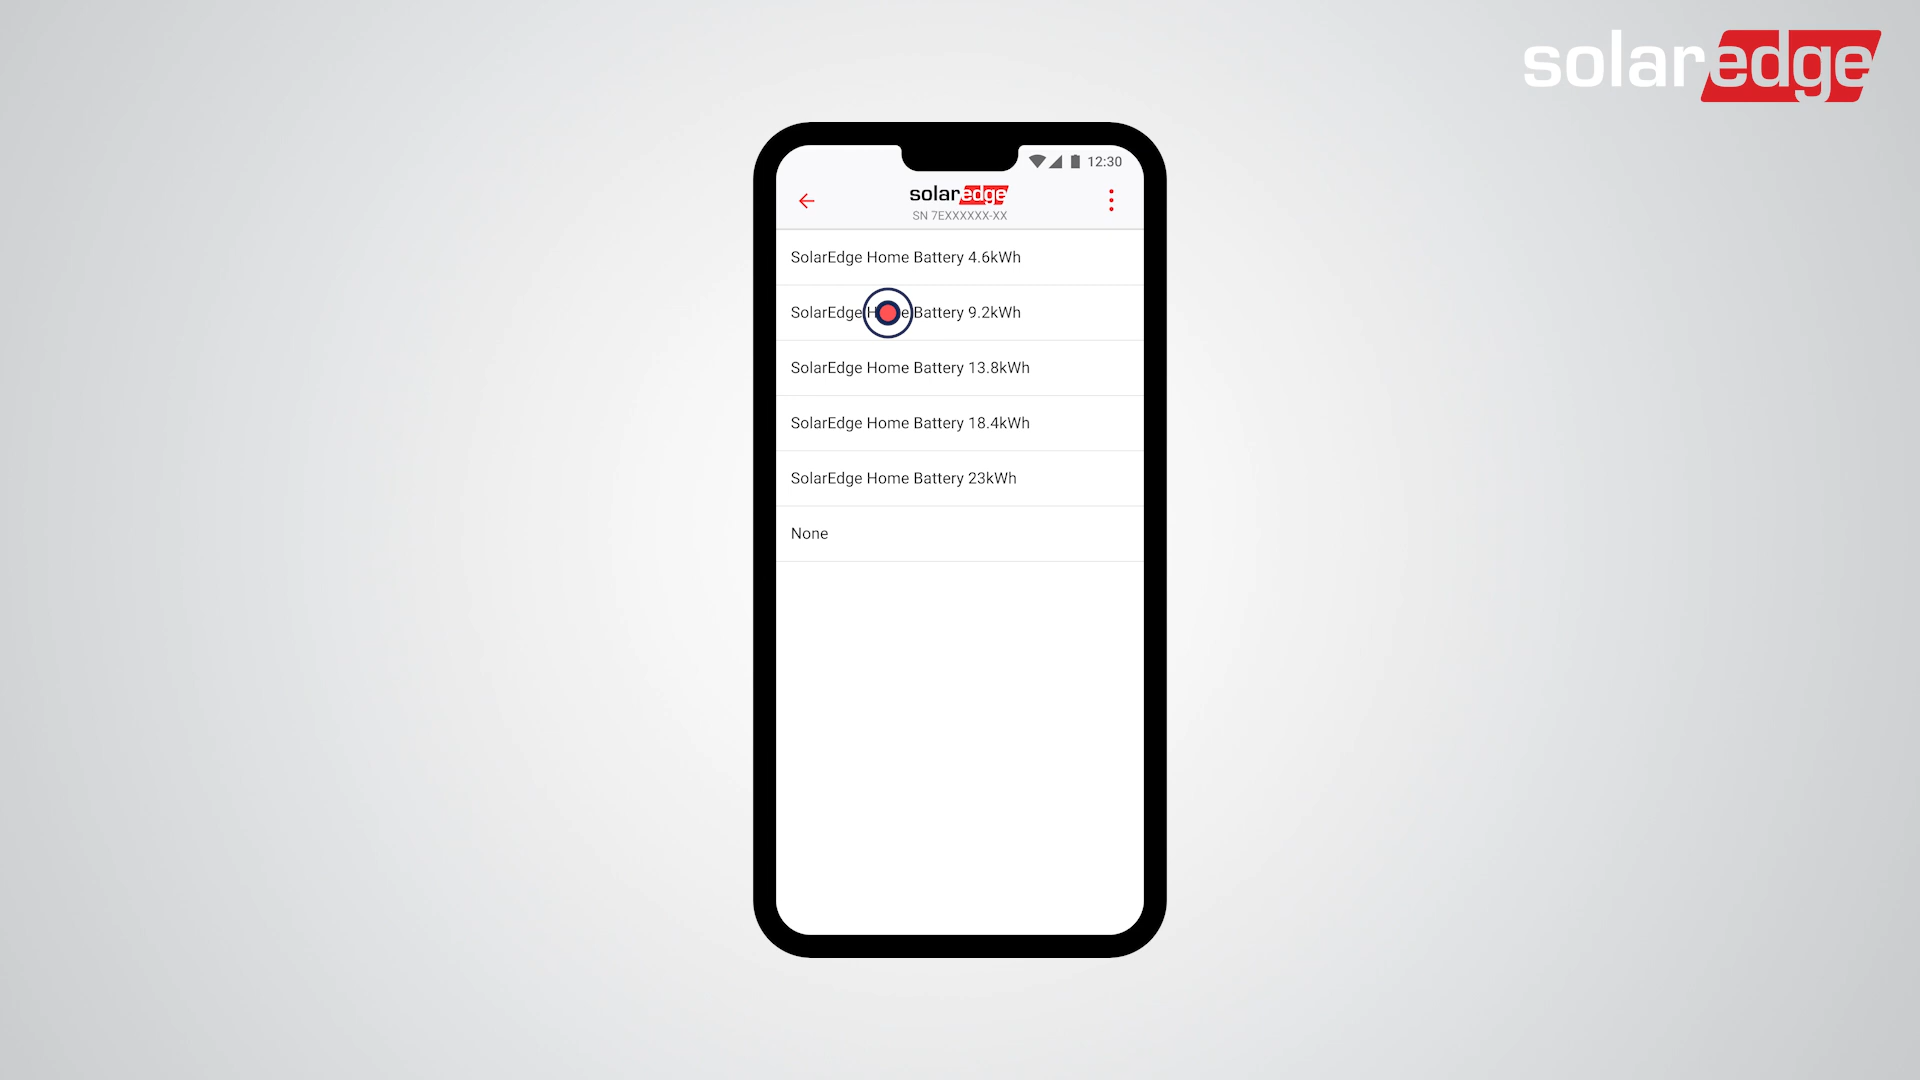 solaredge
12:30
solaredge
SN 7EXXXXXX-XX
SolarEdge Home Battery 4.6kWh
SolarEdge Home Battery 9.2kWh
SolarEdge Home Battery 13.8kWh
SolarEdge Home Battery 18.4kWh
SolarEdge Home Battery 23kWh
None